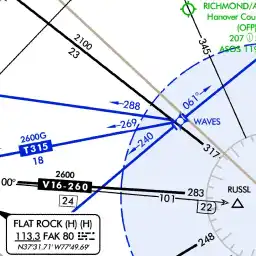 RICHMOND/A
Hanover Cou
(OFP
207
ASOS 119
345
2100
23
288
061°
WAVES
269
2600G
T315
18
240
317
2600
00°
V16-260
283
101
24
22
RUSSL
FLAT ROCK (H) (H)
113.3 FAK 80
N37°31.71' W77°49.69'
248